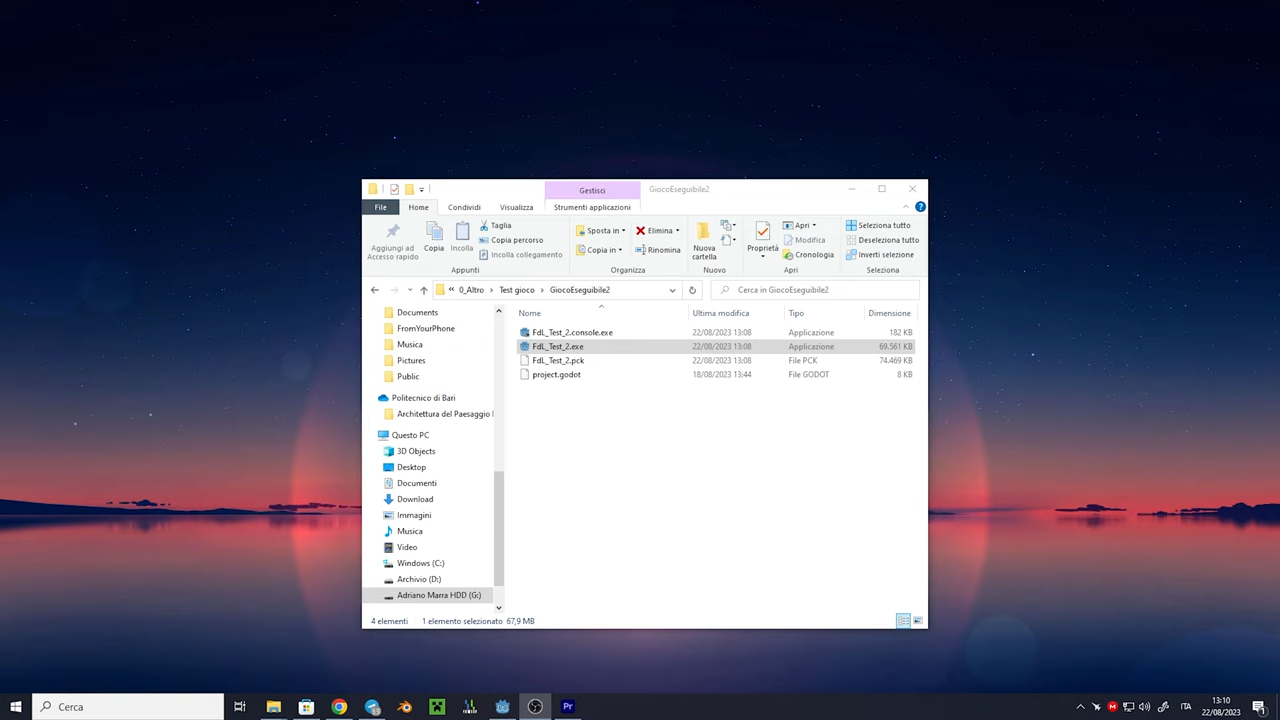 Gestisci
GiocoEseguibile2
File
Home
Condividi
Visualizza
Strumenti applicazioni
Aggiungi ad
Accesso rapido
Copia
Incolla
Taglia
Copia percorso
Incolla collegamento
Appunti
Sposta in
Copia in
Elimina
Rinomina
Organizza
Nuova
cartella
Nuovo
Proprietà
Apri
Modifica
Cronologia
Apri
Seleziona tutto
Deseleziona tutto
Inverti selezione
Seleziona
« 0_Altro > Test gioco > GiocoEseguibile2
Cerca in GiocoEseguibile2
Documents
FromYourPhone
Musica
Pictures
Public
Politecnico di Bari
Architettura del Paesaggio
Questo PC
3D Objects
Desktop
Documenti
Download
Immagini
Musica
Video
Windows (C:)
Archivio (D:)
Adriano Marra HDD (G:)
Nome Ultima modifica Tipo Dimensione
FdL_Test_2.console.exe 22/08/2023 13:08 Applicazione 182 KB
FdL_Test_2.exe 22/08/2023 13:08 Applicazione 69.561 KB
FdL_Test_2.pck 22/08/2023 13:08 File PCK 74.469 KB
project.godot 18/08/2023 13:44 File GODOT 8 KB
4 elementi 1 elemento selezionato 67,9 MB
Cerca
Pr
ITA
13:10
22/08/2023